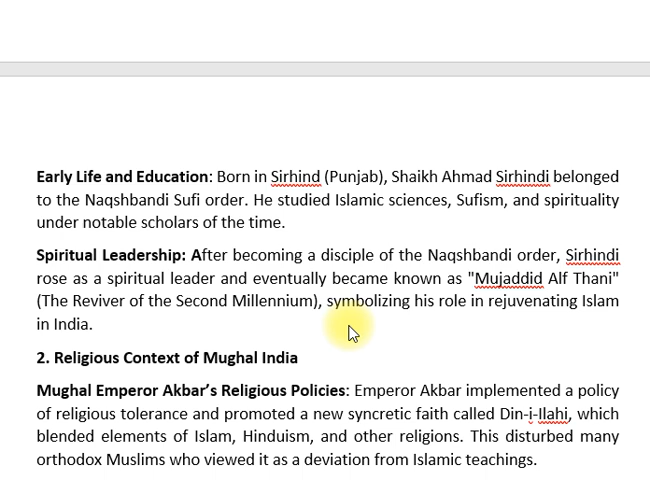 Early Life and Education: Born in Sirhind (Punjab), Shaikh Ahmad Sirhindi belonged
to the Naqshbandi Sufi order. He studied Islamic sciences, Sufism, and spirituality
under notable scholars of the time.
Spiritual Leadership: After becoming a disciple of the Naqshbandi order, Sirhindi
rose as a spiritual leader and eventually became known as "Mujaddid Alf Thani"
(The Reviver of the Second Millennium), symbolizing his role in rejuvenating Islam
in India.
2. Religious Context of Mughal India
Mughal Emperor Akbar’s Religious Policies: Emperor Akbar implemented a policy
of religious tolerance and promoted a new syncretic faith called Din-i-Ilahi, which
blended elements of Islam, Hinduism, and other religions. This disturbed many
orthodox Muslims who viewed it as a deviation from Islamic teachings.